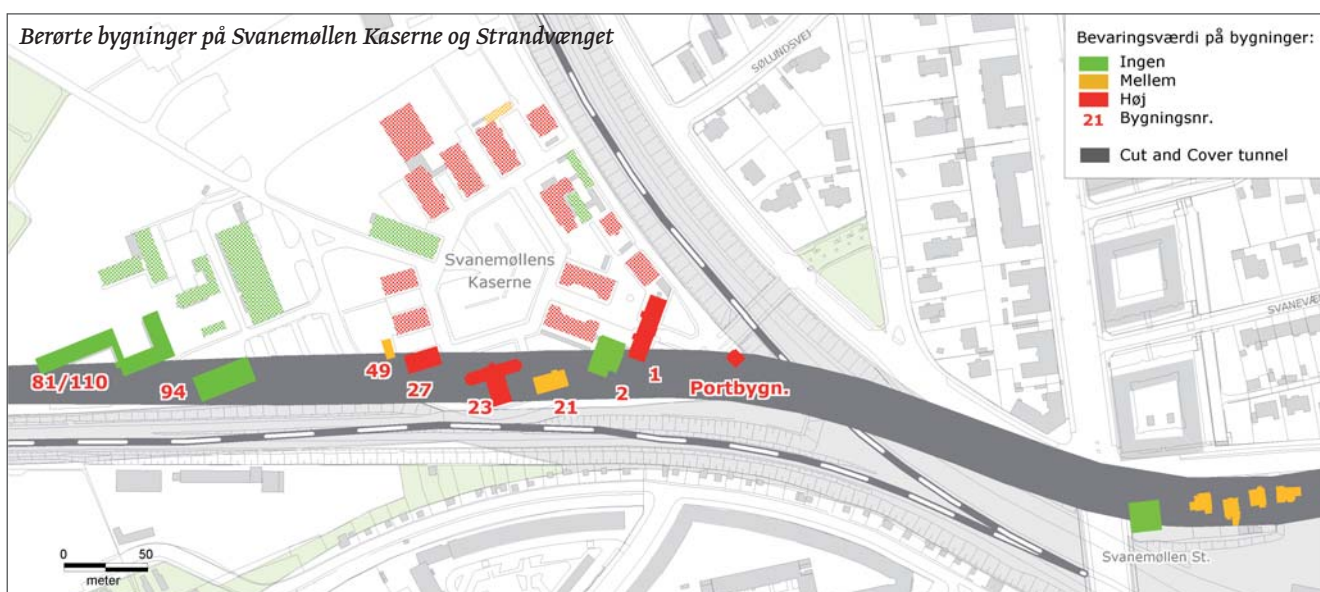 Berørte bygninger på Svanemøllen Kaserne og Strandvænget
Bevaringsværdi på bygninger:
Ingen
Mellem
Høj
21 Bygningsnr.
Cut and Cover tunnel
SØLUNDSVEJ
Svanemøllens
Kaserne
SVANEVÆN
81/110
94
49
27
23
21
2
1
Portbygn.
Svanemøllen St.
0 50
meter